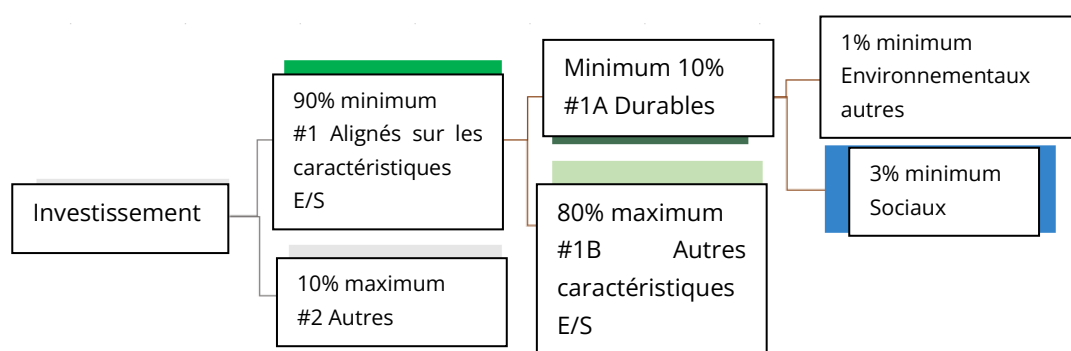 Investissement
90% minimum
#1 Alignés sur les
caractéristiques
E/S
10% maximum
#2 Autres
Minimum 10%
#1A Durables
80% maximum
#1B Autres
caractéristiques
E/S
1% minimum
Environnementaux
autres
3% minimum
Sociaux